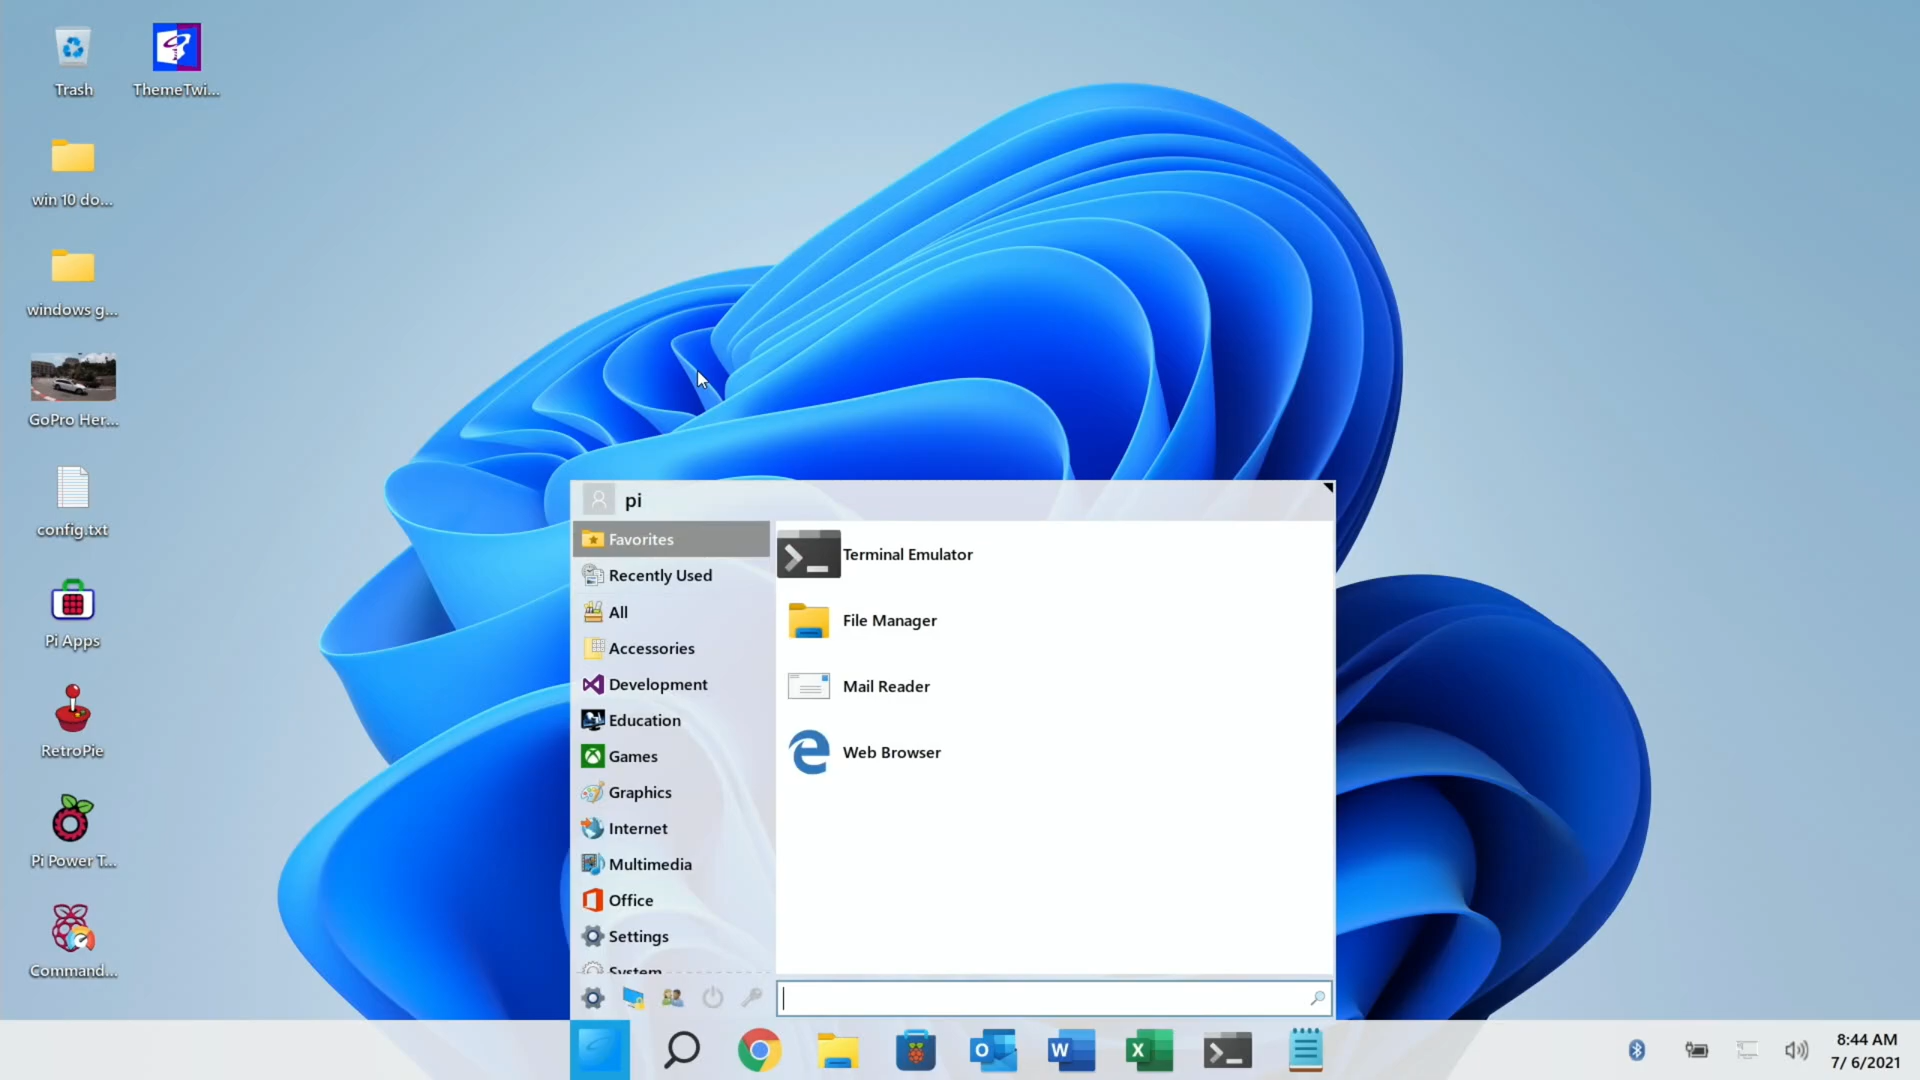 Trash
ThemeTwi...
win 10 do...
windows g...
GoPro Her...
config.txt
Pi Apps
RetroPie
Pi Power T...
Command...
pi
Favorites
Recently Used
All
Accessories
Development
Education
Games
Graphics
Internet
Multimedia
Office
Settings
System
Terminal Emulator
File Manager
Mail Reader
Web Browser
O
W
X
8:44 AM
7/ 6/2021